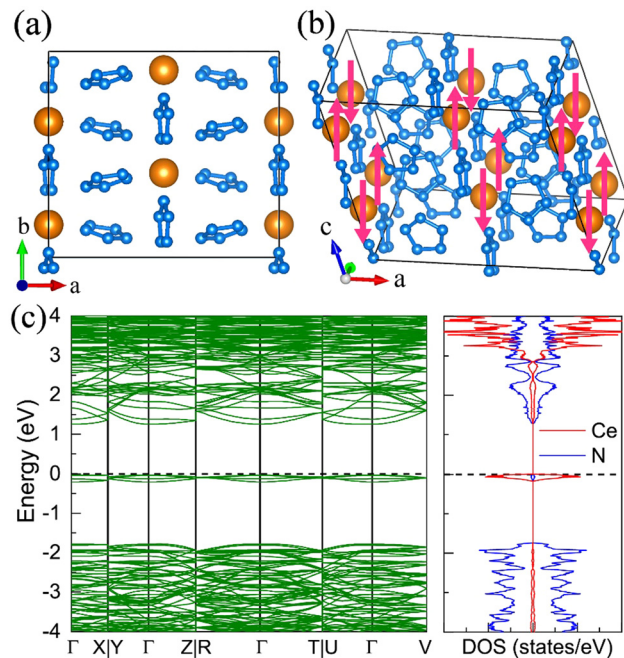 (a)
(b)
b
a
c
a
(c)
4
3
2
1
0
-1
-2
-3
-4
Energy (eV)
Γ X|Y Γ Z|R Γ T|U Γ V
Ce
N
DOS (states/eV)